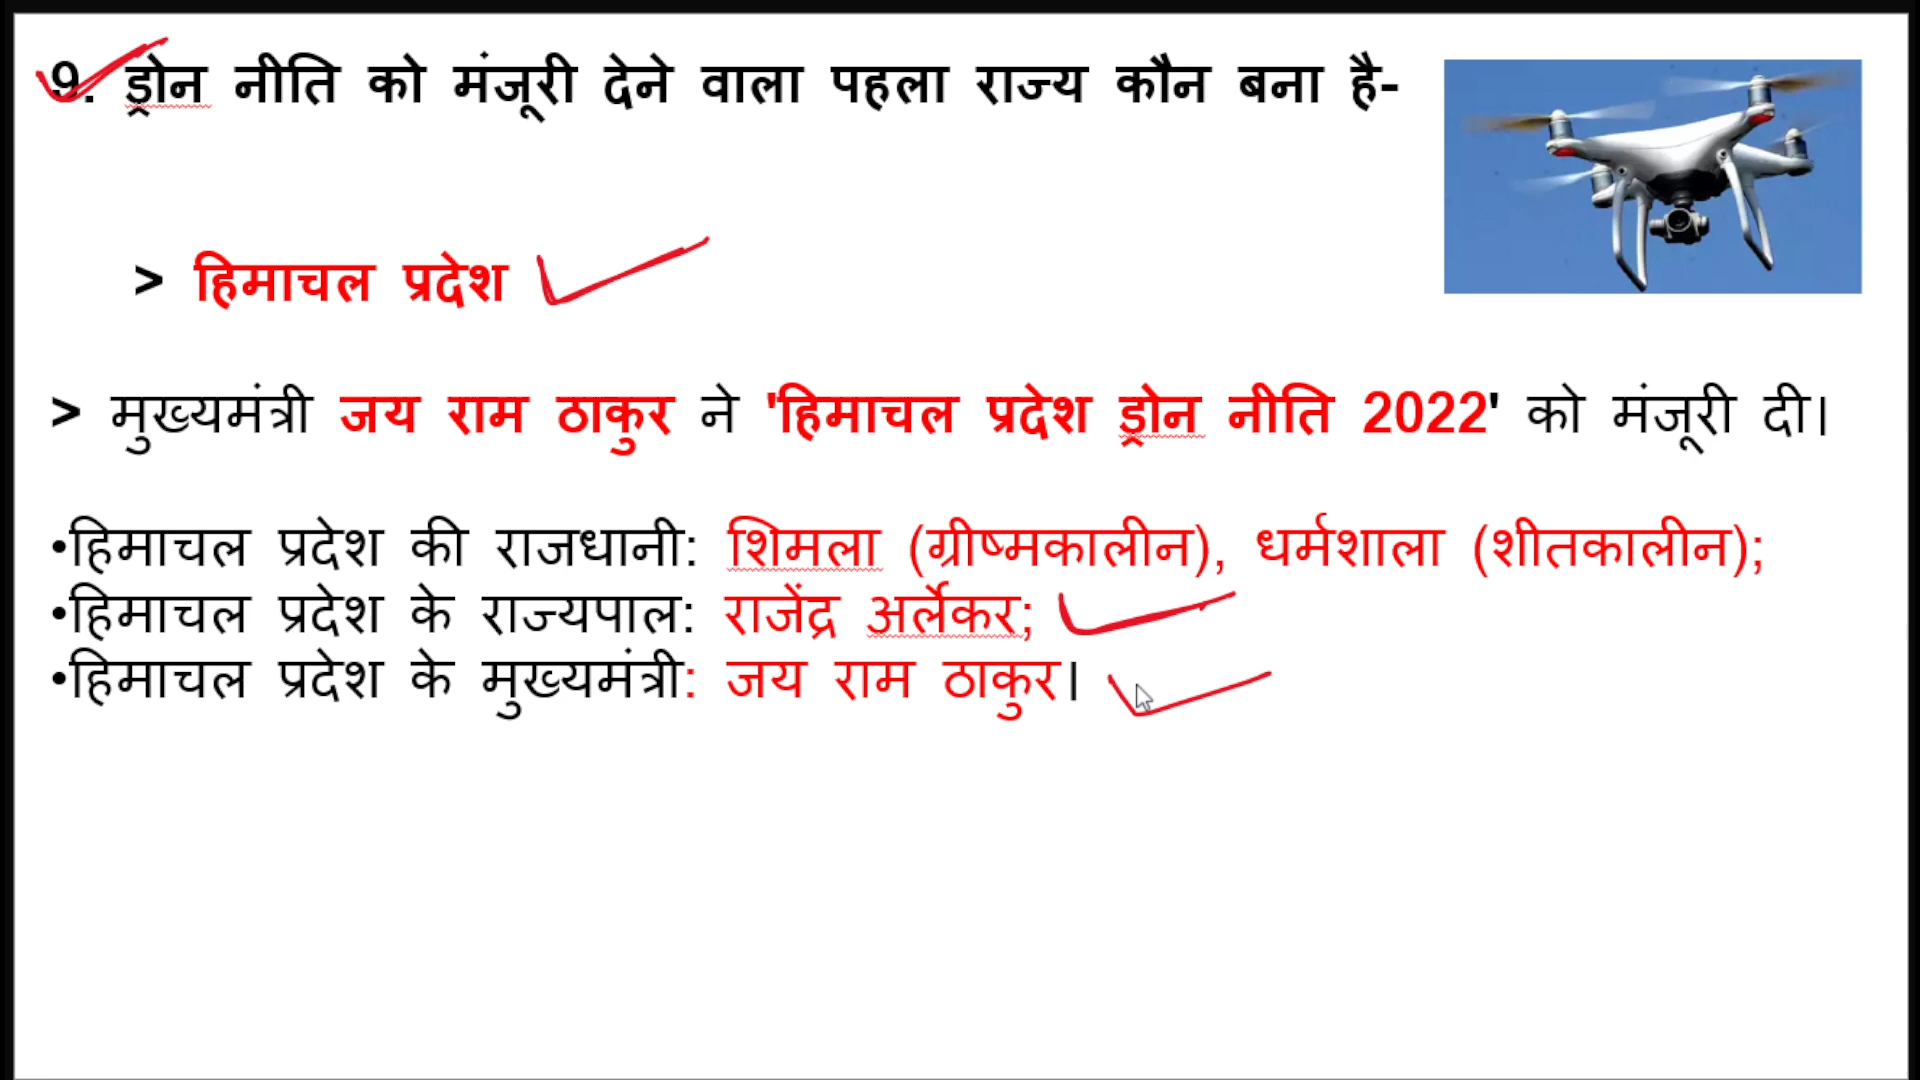 9. ड्रोन नीति को मंजूरी देने वाला पहला राज्य कौन बना है-
> हिमाचल प्रदेश
> मुख्यमंत्री जय राम ठाकुर ने 'हिमाचल प्रदेश ड्रोन नीति 2022' को मंजूरी दी।
•हिमाचल प्रदेश की राजधानी: शिमला (ग्रीष्मकालीन), धर्मशाला (शीतकालीन);
•हिमाचल प्रदेश के राज्यपाल: राजेंद्र अर्लेकर;
•हिमाचल प्रदेश के मुख्यमंत्री: जय राम ठाकुर।